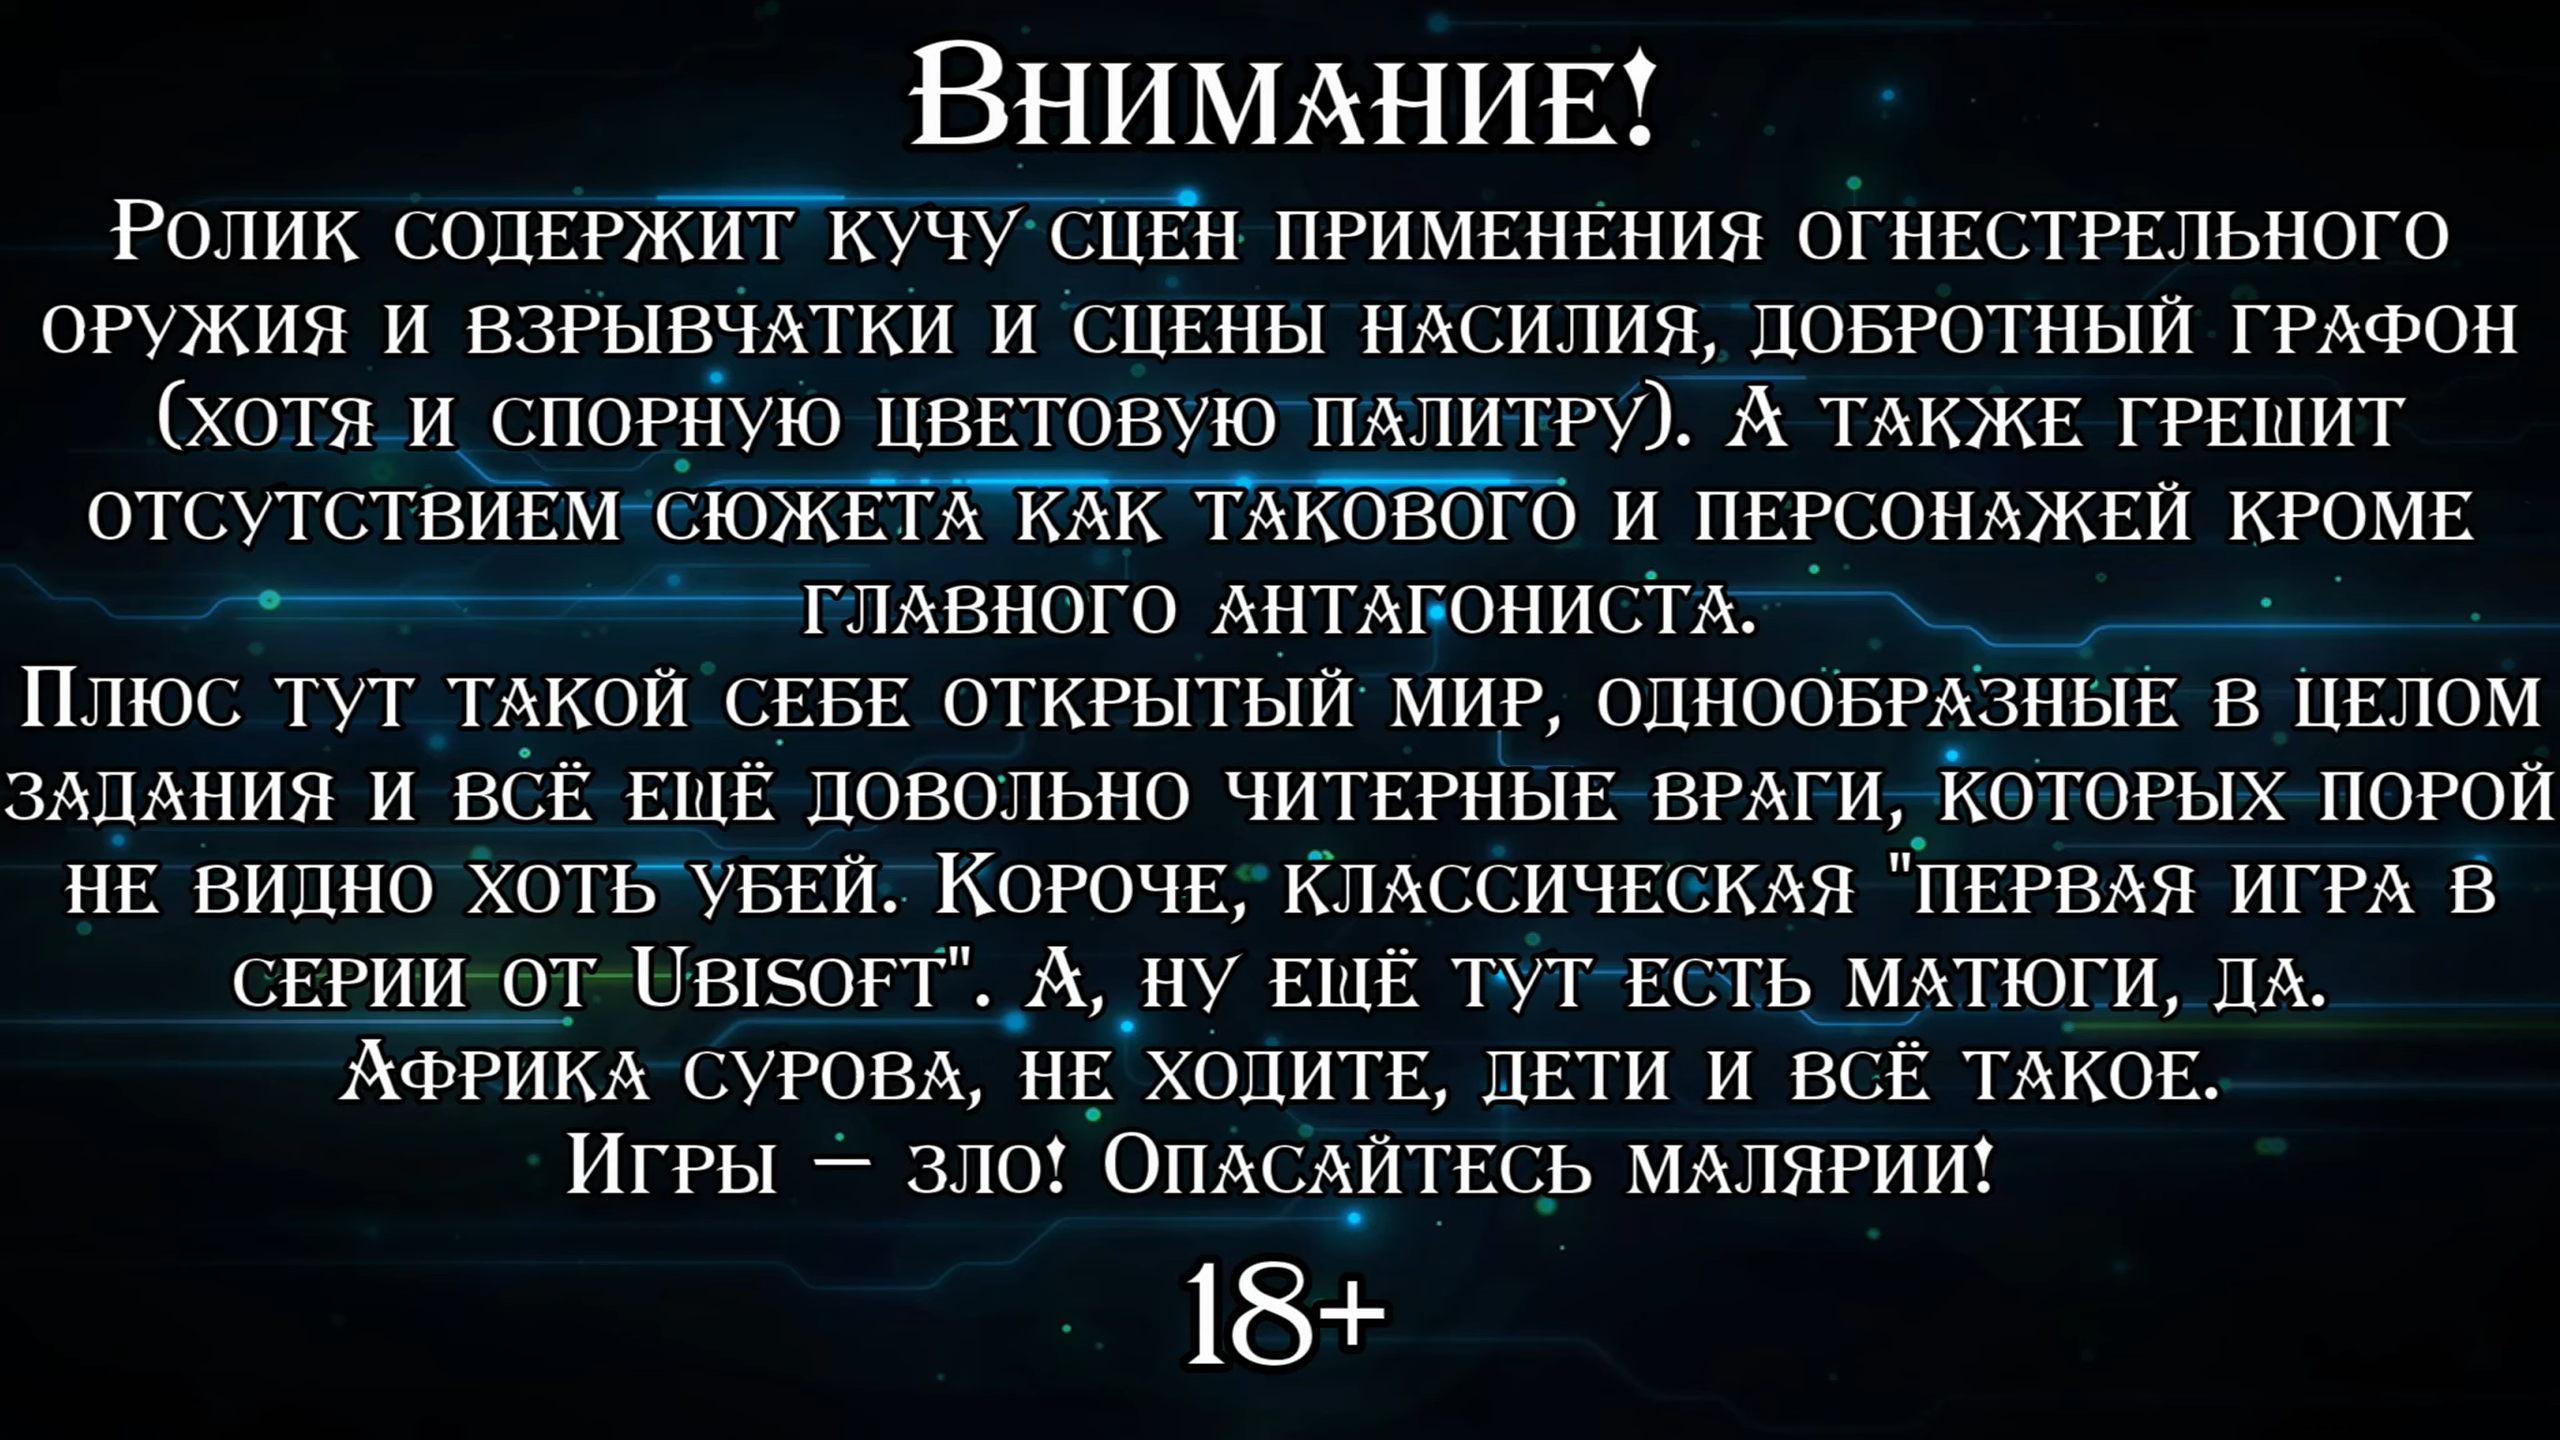 Внимание!
Ролик содержит кучу сцен применения огнестрельного
оружия и взрывчатки и сцены насилия, добротный графон
(хотя и спорную цветовую палитру). А также грешит
отсутствием сюжета как такового и персонажей кроме
главного антагониста.
Плюс тут такой себе открытый мир, однообразные в целом
задания и всё ещё довольно читерные враги, которых порой
не видно хоть убей. Короче, классическая "первая игра в
серии от Ubisoft". А, ну ещё тут есть матюги, да.
Африка сурова, не ходите, дети и всё такое.
Игры — зло! Опасайтесь малярии!
18+